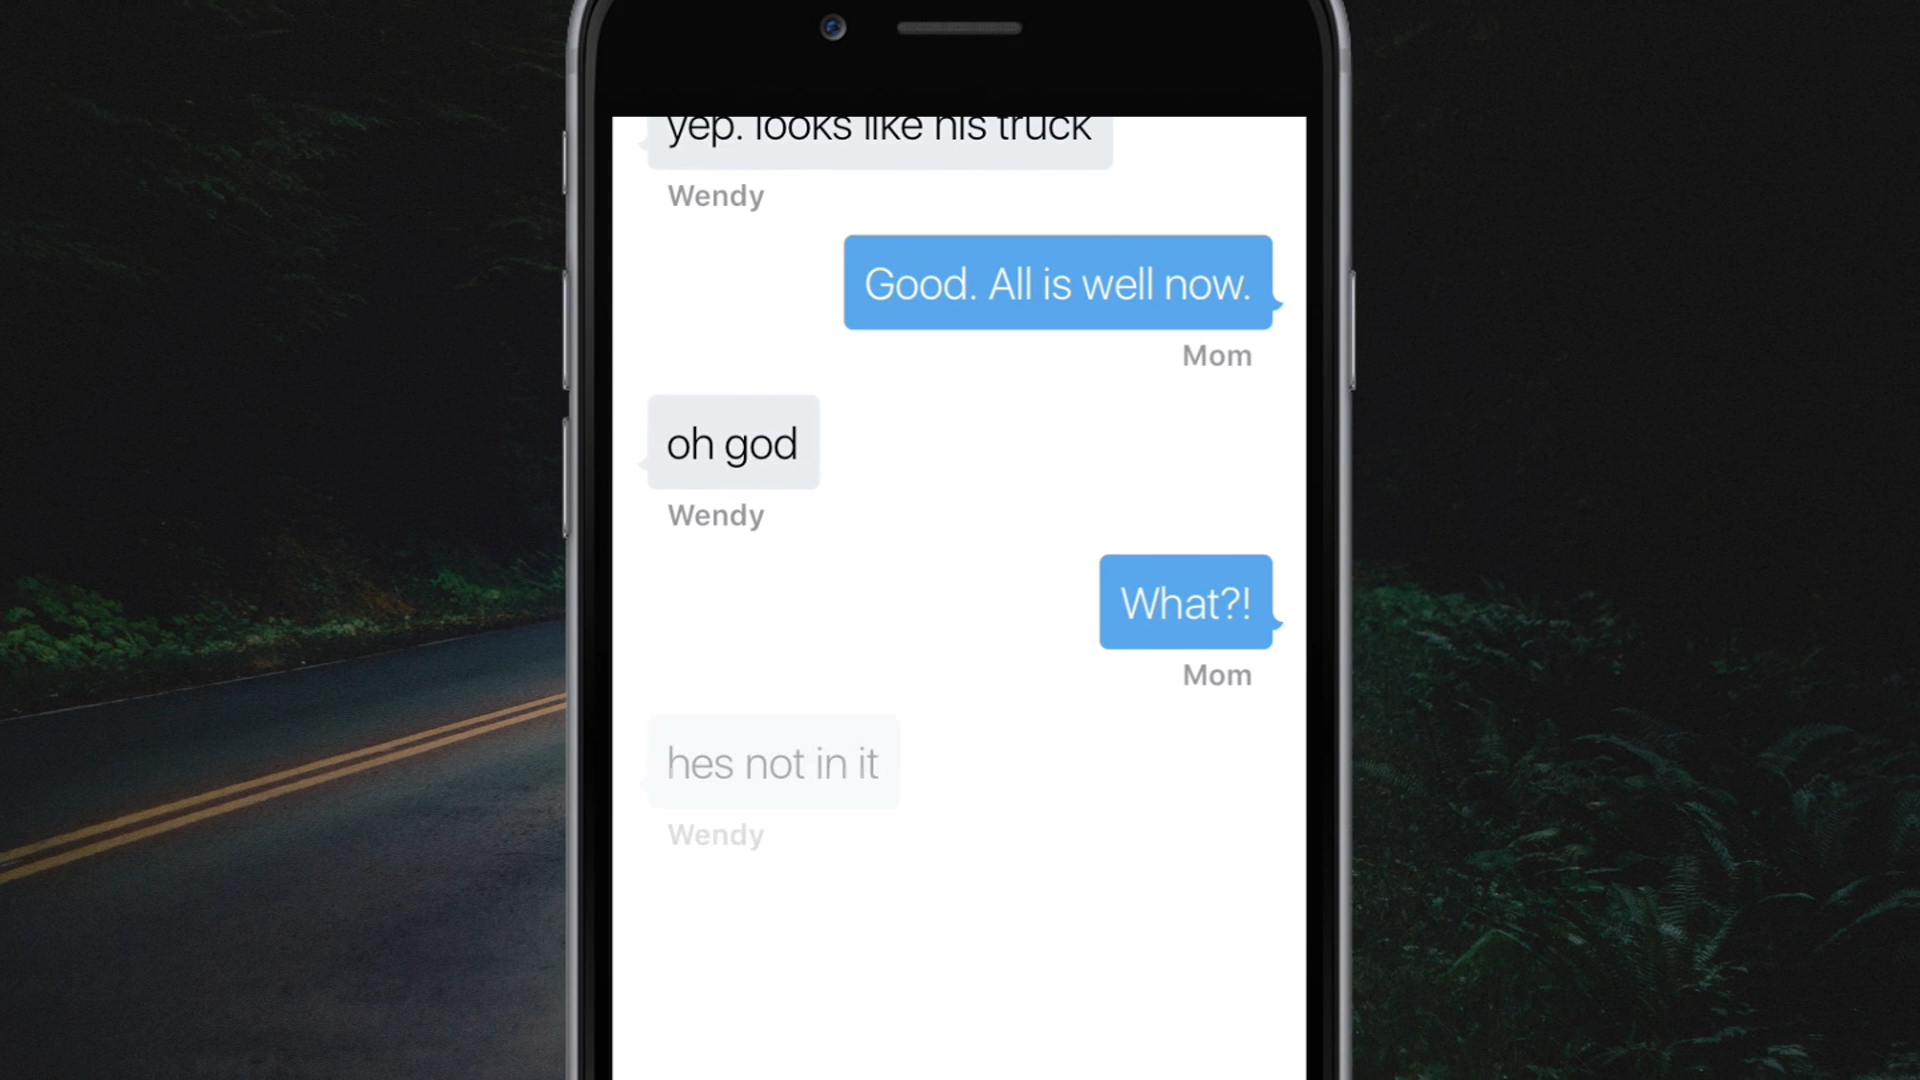 yep. looks like his truck
Wendy
Good. All is well now.
Mom
oh god
Wendy
What?!
Mom
hes not in it
Wendy